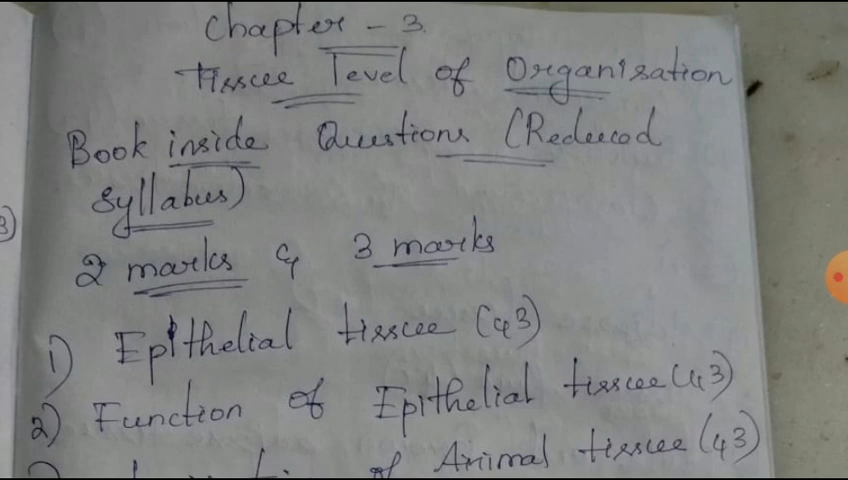 Chapter - 3.
Tissue level of Organisation
Book inside Questions (Reduced
Syllabus)
3)
2 marks & 3 marks
1) Epithelial tissue (43)
2) Function of Epithelial tissue (43)
of Animal tissue (43)